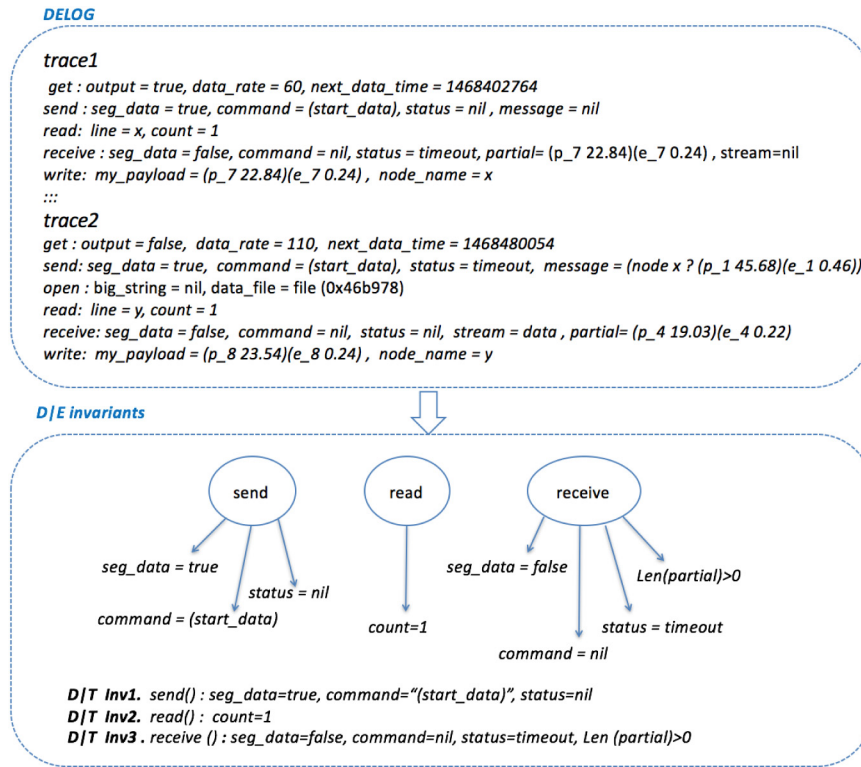 DELOG
trace1
get : output = true, data_rate = 60, next_data_time = 1468402764
send : seg_data = true, command = (start_data), status = nil , message = nil
read: line = x, count = 1
receive : seg_data = false, command = nil, status = timeout, partial= (p_7 22.84)(e_7 0.24) , stream=nil
write: my_payload = (p_7 22.84)(e_7 0.24) , node_name = x
:::
trace2
get : output = false, data_rate = 110, next_data_time = 1468480054
send: seg_data = true, command = (start_data), status = timeout, message = (node x ? (p_1 45.68)(e_1 0.46))
open : big_string = nil, data_file = file (0x46b978)
read: line = y, count = 1
receive: seg_data = false, command = nil, status = nil, stream = data , partial= (p_4 19.03)(e_4 0.22)
write: my_payload = (p_8 23.54)(e_8 0.24) , node_name = y
D|E invariants
send read receive
seg_data = true
status = nil
command = (start_data)
count=1
seg_data = false
Len(partial)>0
status = timeout
command = nil
D|T Inv1. send() : seg_data=true, command=“(start_data)”, status=nil
D|T Inv2. read() : count=1
D|T Inv3 . receive () : seg_data=false, command=nil, status=timeout, Len (partial)>0